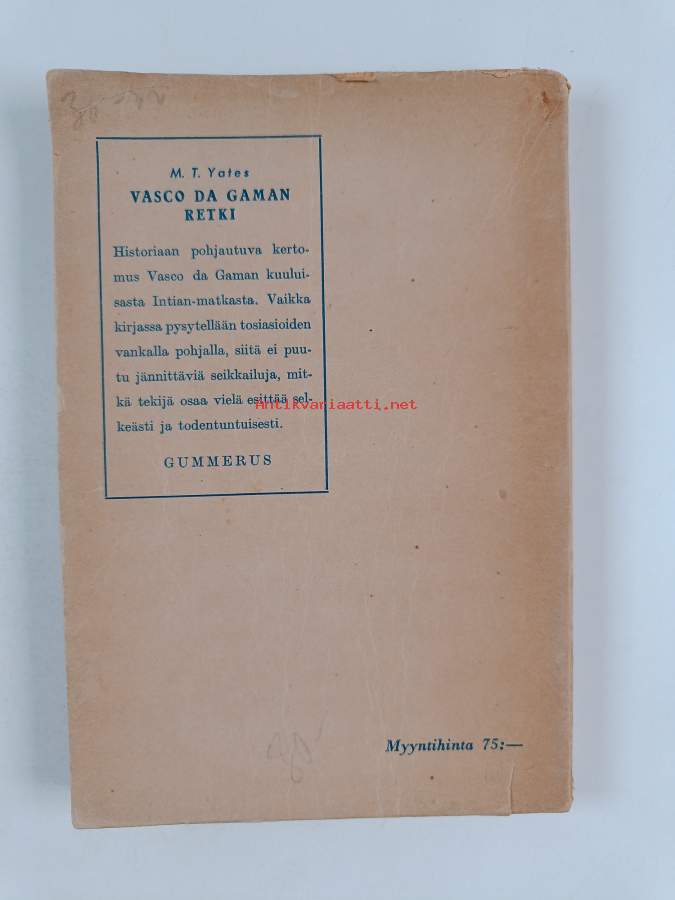 M. T. Yates
VASCO DA GAMAN
RETKI
Historiaan pohjautuva kerto-
mus Vasco da Gaman kuului-
sasta Intian-matkasta. Vaikka
kirjassa pysytellään tosiasioiden
vankalla pohjalla, siitä ei puu-
tu jännittäviä seikkailuja, mit-
kä tekijä osaa vielä esittää sel-
keästi ja todentuntuisesti.
Antikvariaatti.net
GUMMERUS
Myyntihinta 75:—